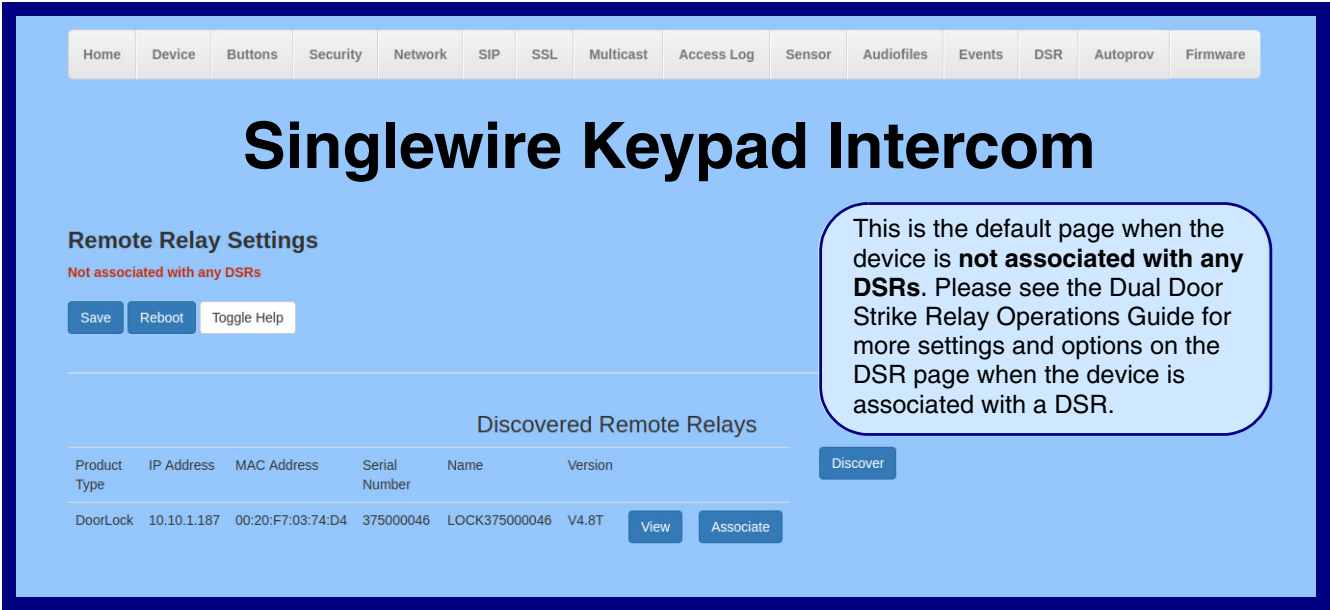 Home Device Buttons Security Network SIP SSL Multicast Access Log Sensor Audiofiles Events DSR Autoprov Firmware
Singlewire Keypad Intercom
Remote Relay Settings
Not associated with any DSRs
Save Reboot Toggle Help
This is the default page when the
device is not associated with any
DSRs. Please see the Dual Door
Strike Relay Operations Guide for
more settings and options on the
DSR page when the device is
associated with a DSR.
Discovered Remote Relays
Product Type IP Address MAC Address Serial Number Name Version
Discover
DoorLock 10.10.1.187 00:20:F7:03:74:D4 375000046 LOCK375000046 V4.8T View Associate